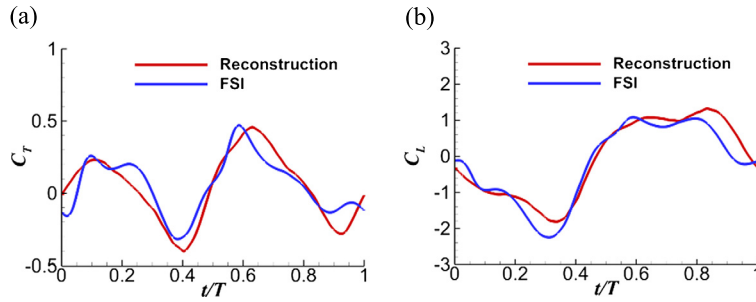 (a)
1
0.5
0
-0.5
C_T
Reconstruction
FSI
0 0.2 0.4 0.6 0.8 1
t/T
(b)
3
2
1
0
-1
-2
-3
C_L
Reconstruction
FSI
0 0.2 0.4 0.6 0.8 1
t/T